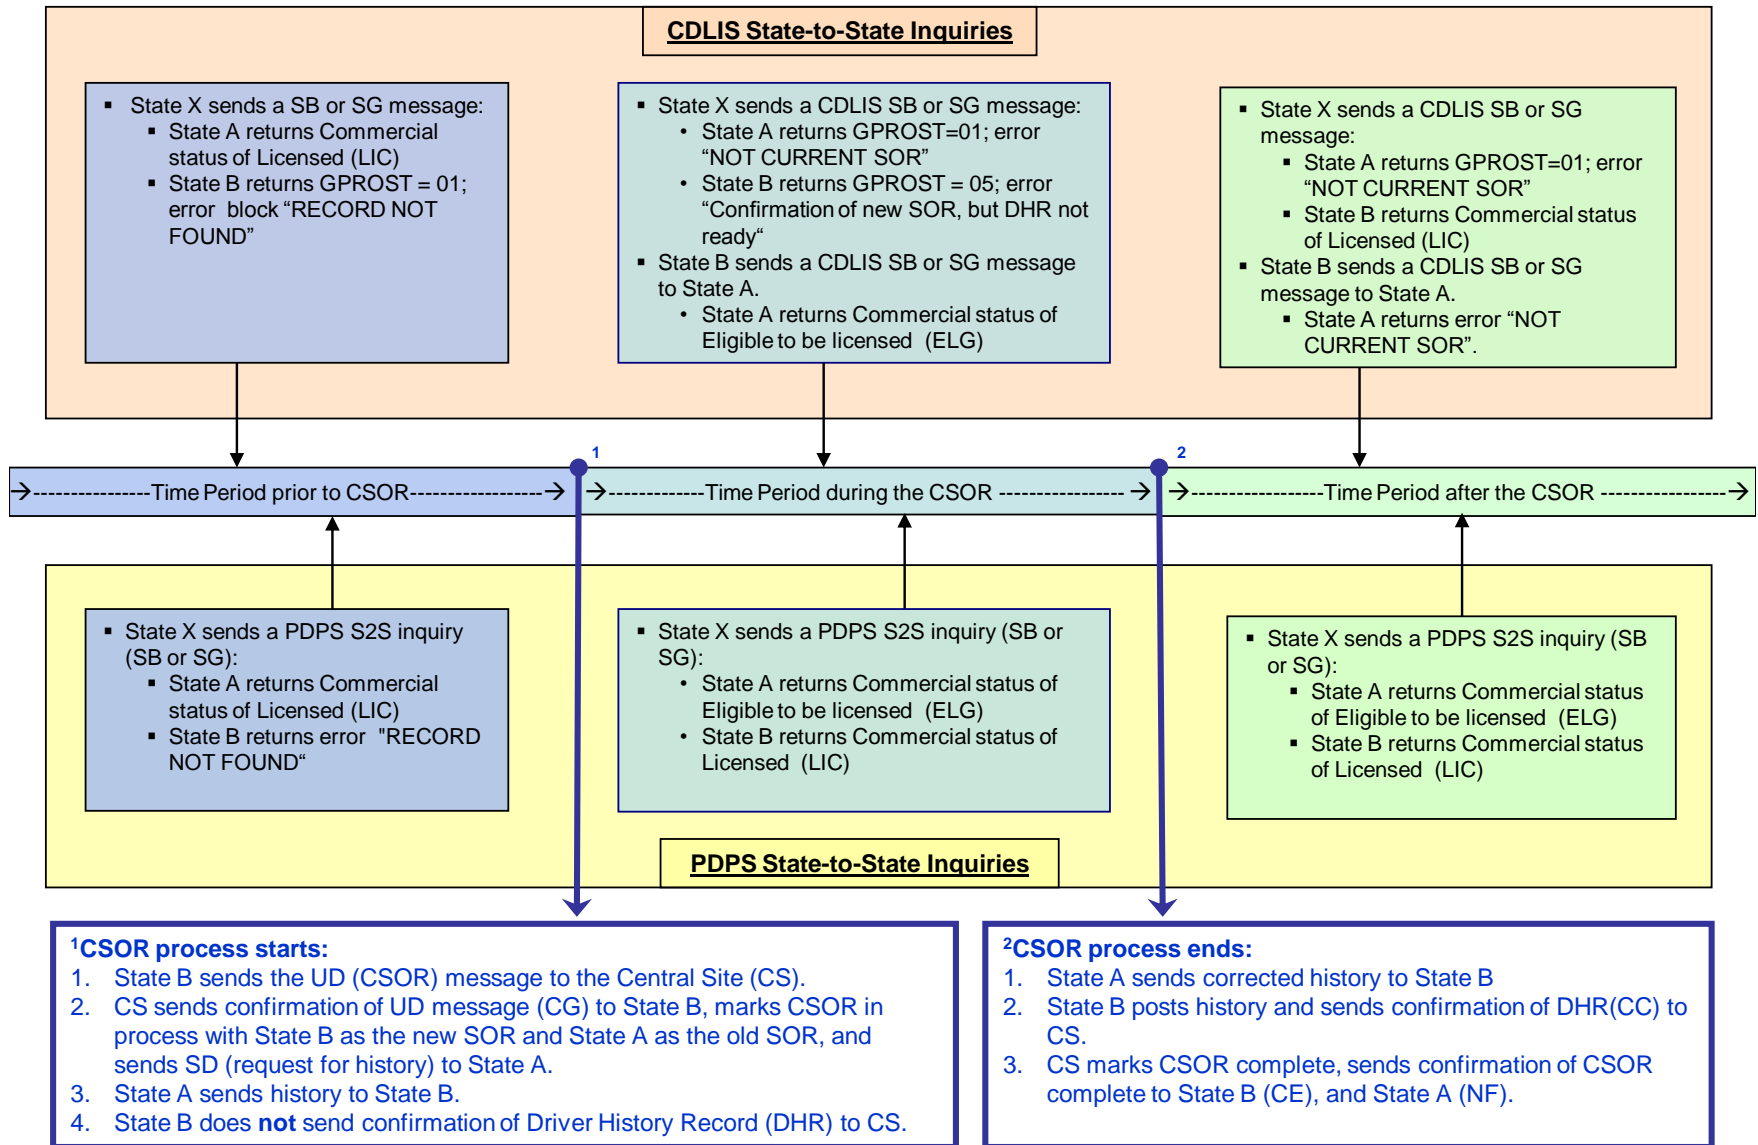 CDLIS State-to-State Inquiries
▪ State X sends a SB or SG message:
▪ State A returns Commercial
status of Licensed (LIC)
▪ State B returns GPROST = 01;
error block “RECORD NOT
FOUND”
▪ State X sends a CDLIS SB or SG message:
• State A returns GPROST=01; error
“NOT CURRENT SOR”
• State B returns GPROST = 05; error
“Confirmation of new SOR, but DHR not
ready“
▪ State B sends a CDLIS SB or SG message
to State A.
• State A returns Commercial status of
Eligible to be licensed (ELG)
▪ State X sends a CDLIS SB or SG
message:
▪ State A returns GPROST=01; error
“NOT CURRENT SOR”
▪ State B returns Commercial status
of Licensed (LIC)
▪ State B sends a CDLIS SB or SG
message to State A.
▪ State A returns error “NOT
CURRENT SOR”.
1
2
→----------------Time Period prior to CSOR------------------→
→-------------Time Period during the CSOR -----------------→
→------------------Time Period after the CSOR -----------------→
▪ State X sends a PDPS S2S inquiry
(SB or SG):
▪ State A returns Commercial
status of Licensed (LIC)
▪ State B returns error "RECORD
NOT FOUND“
▪ State X sends a PDPS S2S inquiry (SB or
SG):
• State A returns Commercial status of
Eligible to be licensed (ELG)
• State B returns Commercial status of
Licensed (LIC)
▪ State X sends a PDPS S2S inquiry (SB
or SG):
▪ State A returns Commercial status
of Eligible to be licensed (ELG)
▪ State B returns Commercial status
of Licensed (LIC)
PDPS State-to-State Inquiries
¹CSOR process starts:
1. State B sends the UD (CSOR) message to the Central Site (CS).
2. CS sends confirmation of UD message (CG) to State B, marks CSOR in
process with State B as the new SOR and State A as the old SOR, and
sends SD (request for history) to State A.
3. State A sends history to State B.
4. State B does not send confirmation of Driver History Record (DHR) to CS.
²CSOR process ends:
1. State A sends corrected history to State B
2. State B posts history and sends confirmation of DHR(CC) to
CS.
3. CS marks CSOR complete, sends confirmation of CSOR
complete to State B (CE), and State A (NF).